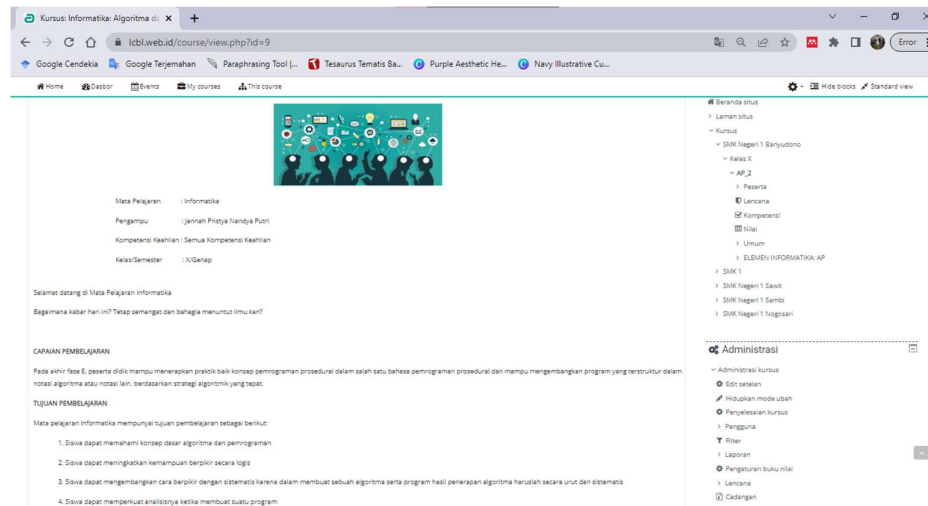 Kursus: Informatika: Algoritma da
lcbl.web.id/course/view.php?id=9
Error
Google Cendekia Google Terjemahan Paraphrasing Tool |... Tesaurus Tematis Ba... Purple Aesthetic He... Navy Illustrative Cu...
Home Dasbor Events My courses This course Hide blocks Standard view
Mata Pelajaran : Informatika
Pengampu : Jannah Pristya Nandya Putri
Kompetensi Keahlian : Semua Kompetensi Keahlian
Kelas/Semester : X/Genap
Selamat datang di Mata Pelajaran Informatika
Bagaimana kabar hari ini? Tetap semangat dan bahagia menuntut ilmu kan?
CAPAIAN PEMBELAJARAN
Pada akhir fase E, peserta didik mampu menerapkan praktik baik konsep pemrograman prosedural dalam salah satu bahasa pemrograman prosedural dan mampu mengembangkan program yang terstruktur dalam
notasi algoritma atau notasi lain, berdasarkan strategi algoritmik yang tepat.
TUJUAN PEMBELAJARAN
Mata pelajaran Informatika mempunyai tujuan pembelajaran sebagai berikut:
1. Siswa dapat memahami konsep dasar algoritma dan pemrograman
2. Siswa dapat meningkatkan kemampuan berpikir secara logis
3. Siswa dapat mengembangkan cara berpikir dengan sistematis karena dalam membuat sebuah algoritma serta program hasil penerapan algoritma haruslah secara urut dan sistematis
4. Siswa dapat memperkuat analisisnya ketika membuat suatu program
Beranda situs
Laman situs
Kursus
SMK Negeri 1 Banyudono
Kelas X
AP_2
Peserta
Lencana
Kompetensi
Nilai
Umum
ELEMEN INFORMATIKA: AP
SMK 1
SMK Negeri 1 Sawit
SMK Negeri 1 Sambi
SMK Negeri 1 Nogosari
Administrasi
Administrasi kursus
Edit setelan
Hidupkan mode ubah
Penyelesaian kursus
Pengguna
Filter
Laporan
Pengaturan buku nilai
Lencana
Cadangan